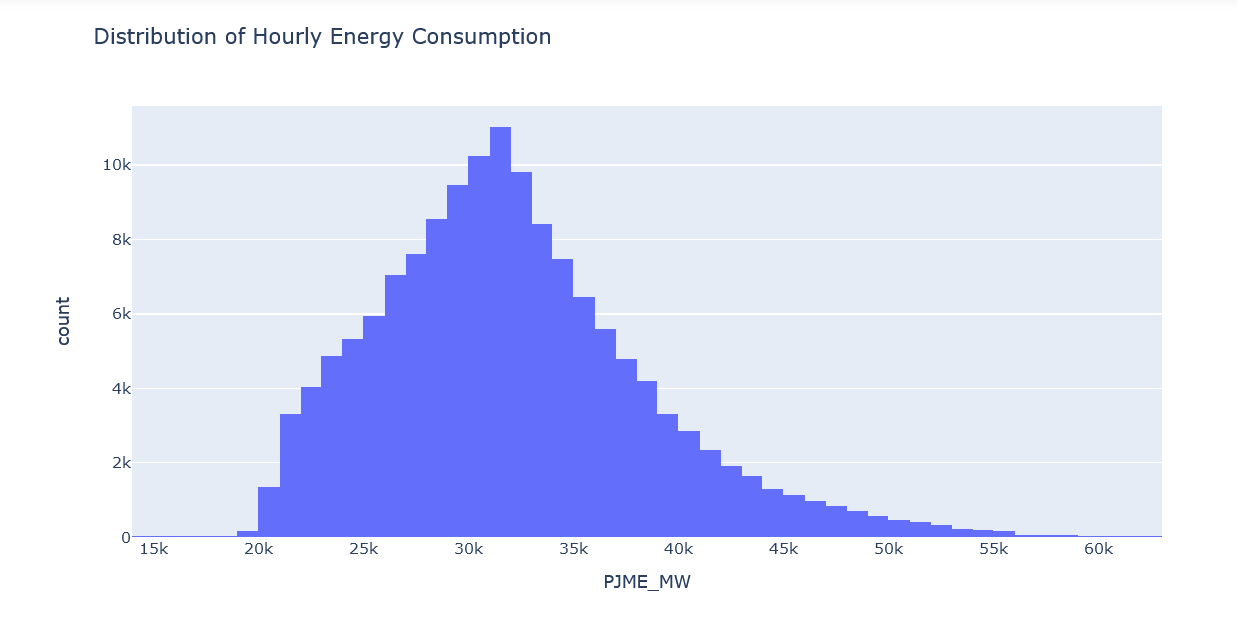 Distribution of Hourly Energy Consumption
10k
8k
6k
4k
2k
0
count
15k 20k 25k 30k 35k 40k 45k 50k 55k 60k
PJME_MW